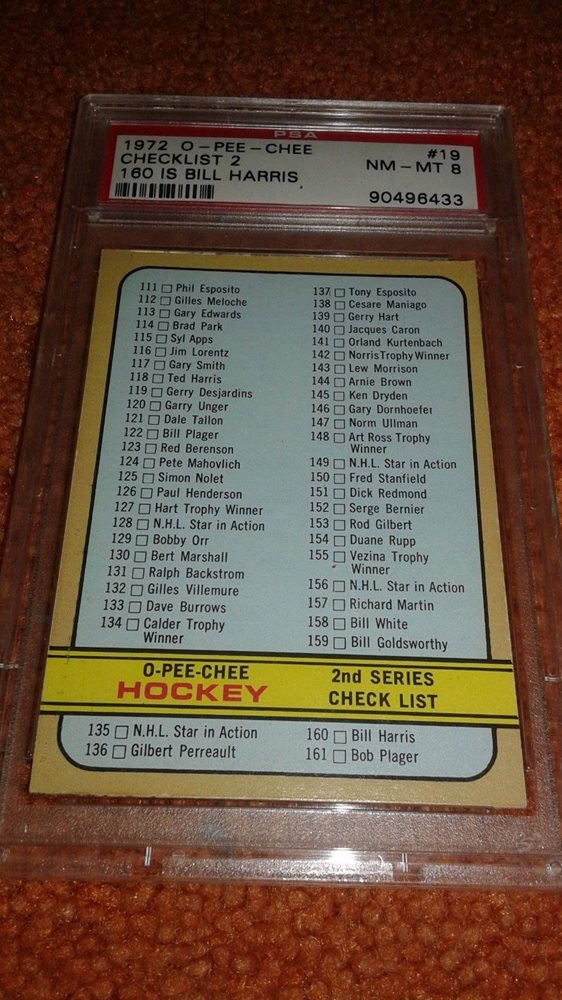 PSA
1972 O-PEE-CHEE #19
CHECKLIST 2 NM-MT 8
160 IS BILL HARRIS
90496433
111 Phil Esposito
112 Gilles Meloche
113 Gary Edwards
114 Brad Park
115 Syl Apps
116 Jim Lorentz
117 Gary Smith
118 Ted Harris
119 Gerry Desjardins
120 Garry Unger
121 Dale Tallon
122 Bill Plager
123 Red Berenson
124 Pete Mahovlich
125 Simon Nolet
126 Paul Henderson
127 Hart Trophy Winner
128 N.H.L. Star in Action
129 Bobby Orr
130 Bert Marshall
131 Ralph Backstrom
132 Gilles Villemure
133 Dave Burrows
134 Calder Trophy
Winner
137 Tony Esposito
138 Cesare Maniago
139 Gerry Hart
140 Jacques Caron
141 Orland Kurtenbach
142 Norris Trophy Winner
143 Lew Morrison
144 Arnie Brown
145 Ken Dryden
146 Gary Dornhoefer
147 Norm Ullman
148 Art Ross Trophy
Winner
149 N.H.L. Star in Action
150 Fred Stanfield
151 Dick Redmond
152 Serge Bernier
153 Rod Gilbert
154 Duane Rupp
155 Vezina Trophy
Winner
156 N.H.L. Star in Action
157 Richard Martin
158 Bill White
159 Bill Goldsworthy
O-PEE-CHEE
HOCKEY
2nd SERIES
CHECK LIST
135 N.H.L. Star in Action
136 Gilbert Perreault
160 Bill Harris
161 Bob Plager